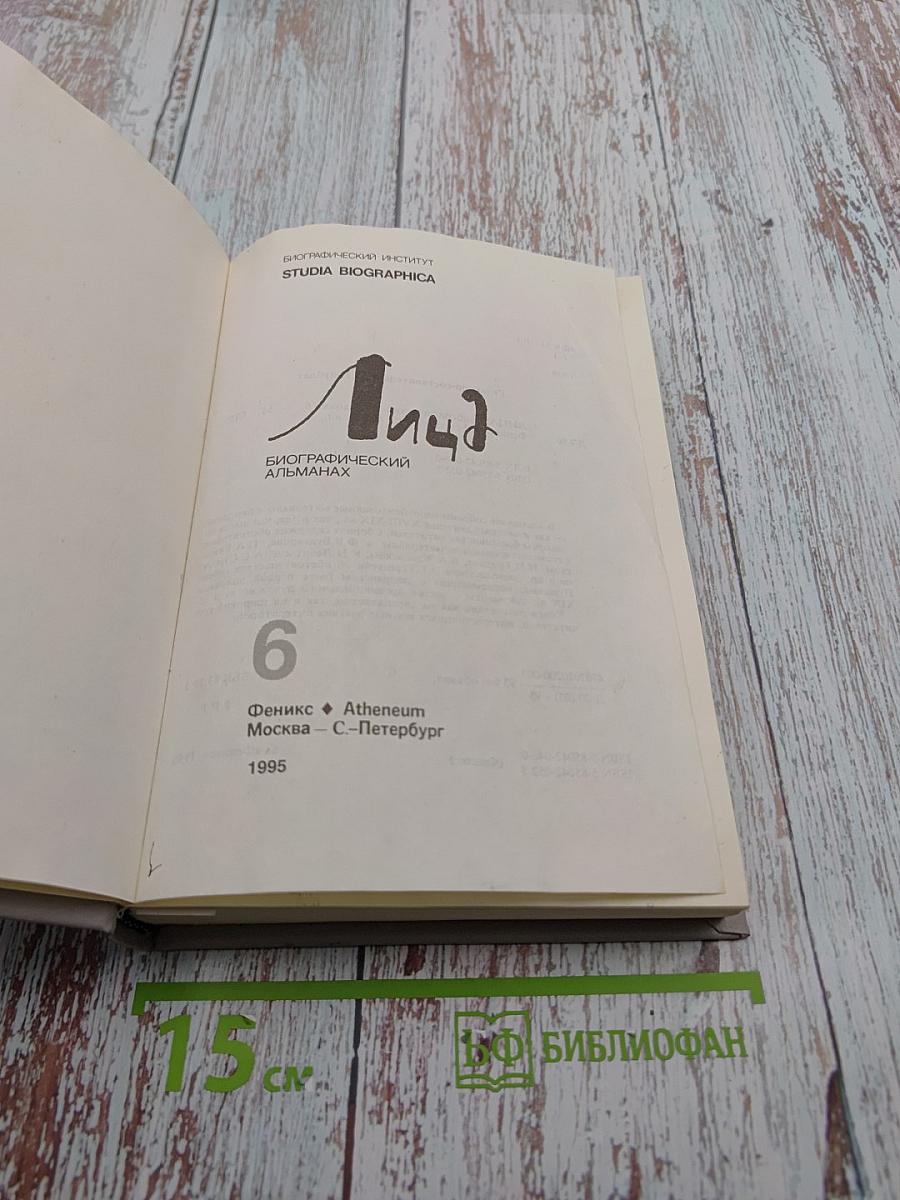 БИОГРАФИЧЕСКИЙ ИНСТИТУТ
STUDIA BIOGRAPHICA
Лица
БИОГРАФИЧЕСКИЙ
АЛЬМАНАХ
6
Феникс ♦ Atheneum
Москва – С.–Петербург
1995
15 см
БФ БИБЛИОФАН